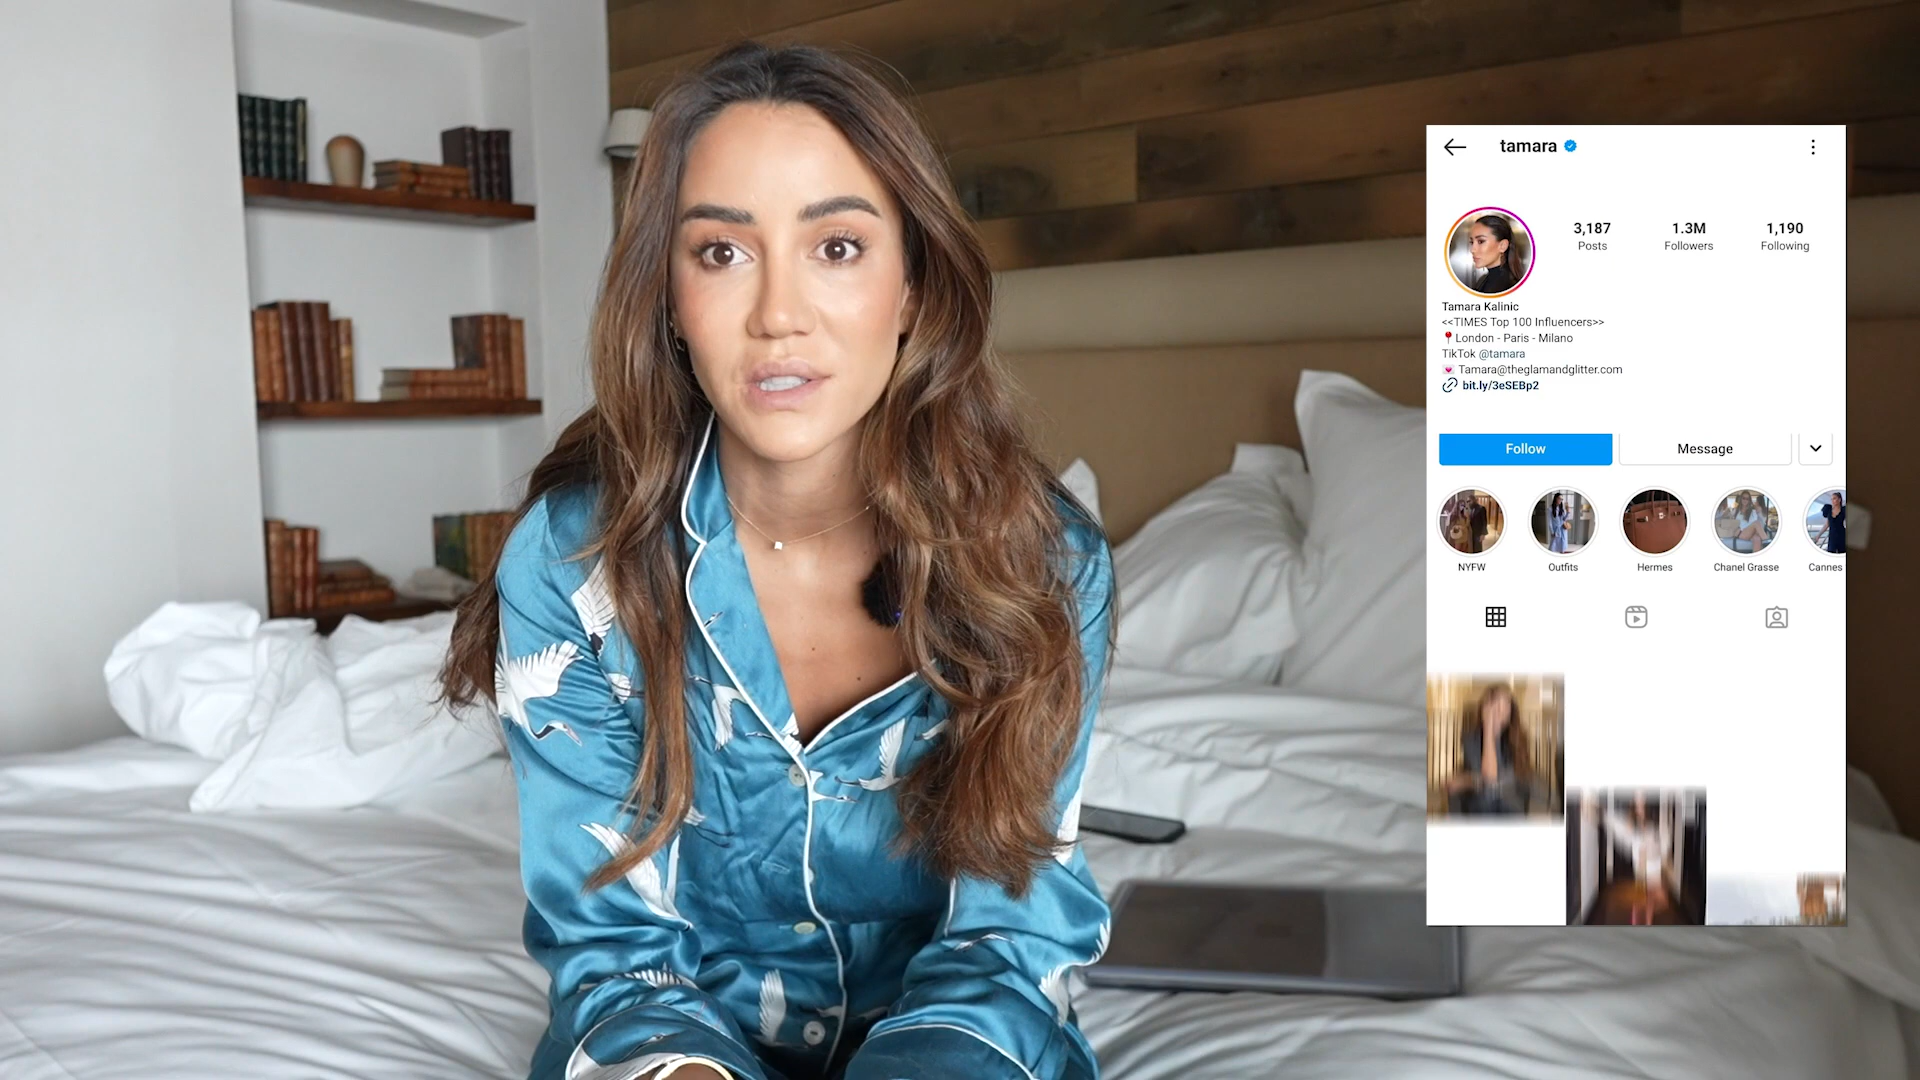 tamara
3,187 1.3M 1,190
Posts Followers Following
Tamara Kalinic
<<TIMES Top 100 Influencers>>
📍London - Paris - Milano
TikTok @tamara
💌 Tamara@theglamandglitter.com
bit.ly/3eSEBp2
Follow Message
NYFW Outfits Hermes Chanel Grasse Cannes